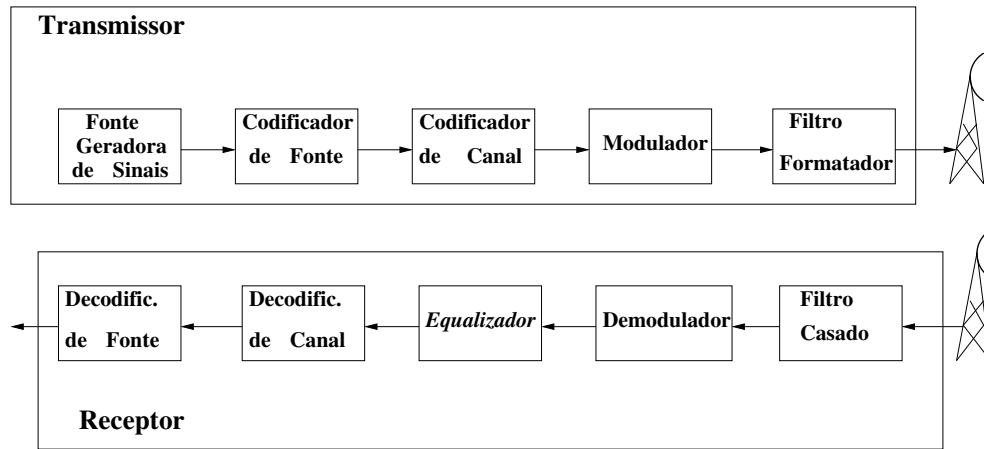 Transmissor
Fonte
Geradora
de Sinais
Codificador
de Fonte
Codificador
de Canal
Modulador
Filtro
Formatador
Decodific.
de Fonte
Decodific.
de Canal
Equalizador
Demodulador
Filtro
Casado
Receptor